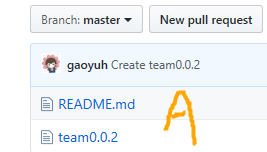 Branch: master New pull request
gaoyuh Create team0.0.2
A
README.md
team0.0.2